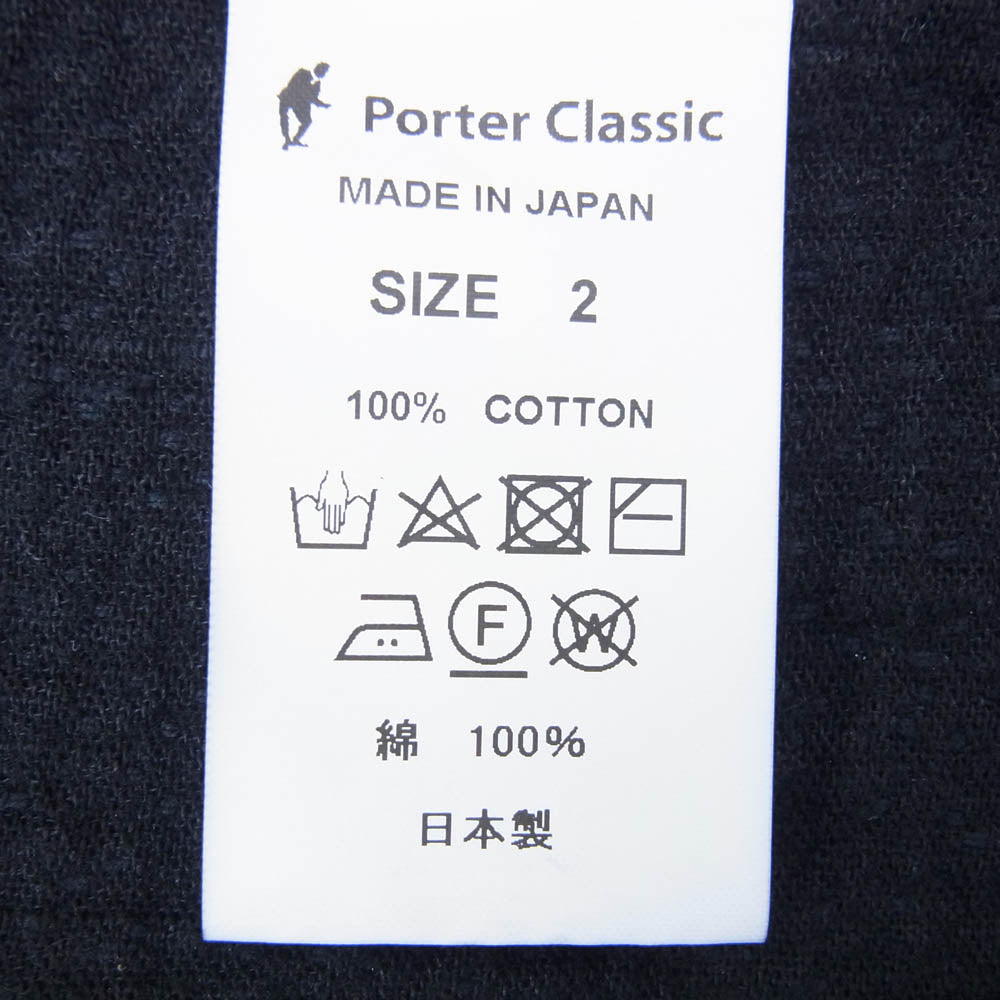 Porter Classic
MADE IN JAPAN
SIZE 2
100% COTTON
F W
綿 100%
日本製